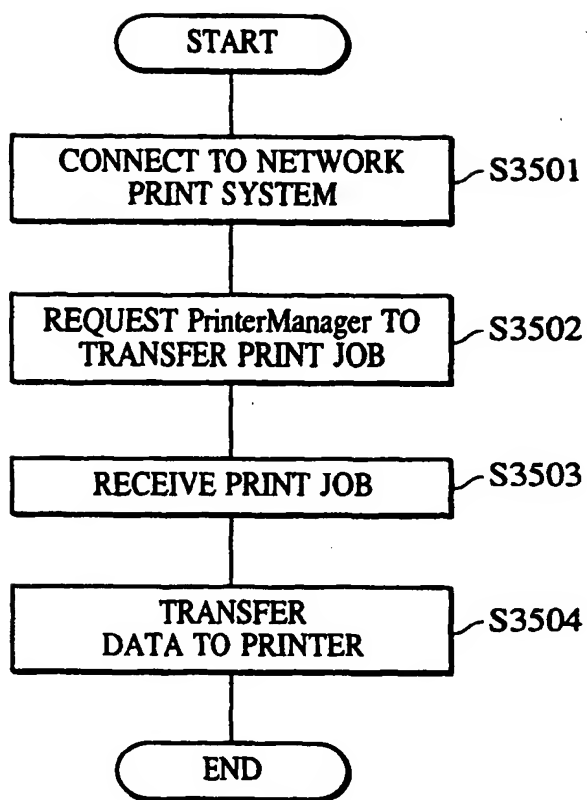 START
CONNECT TO NETWORK
PRINT SYSTEM
S3501
REQUEST PrinterManager TO
TRANSFER PRINT JOB
S3502
RECEIVE PRINT JOB
S3503
TRANSFER
DATA TO PRINTER
S3504
END